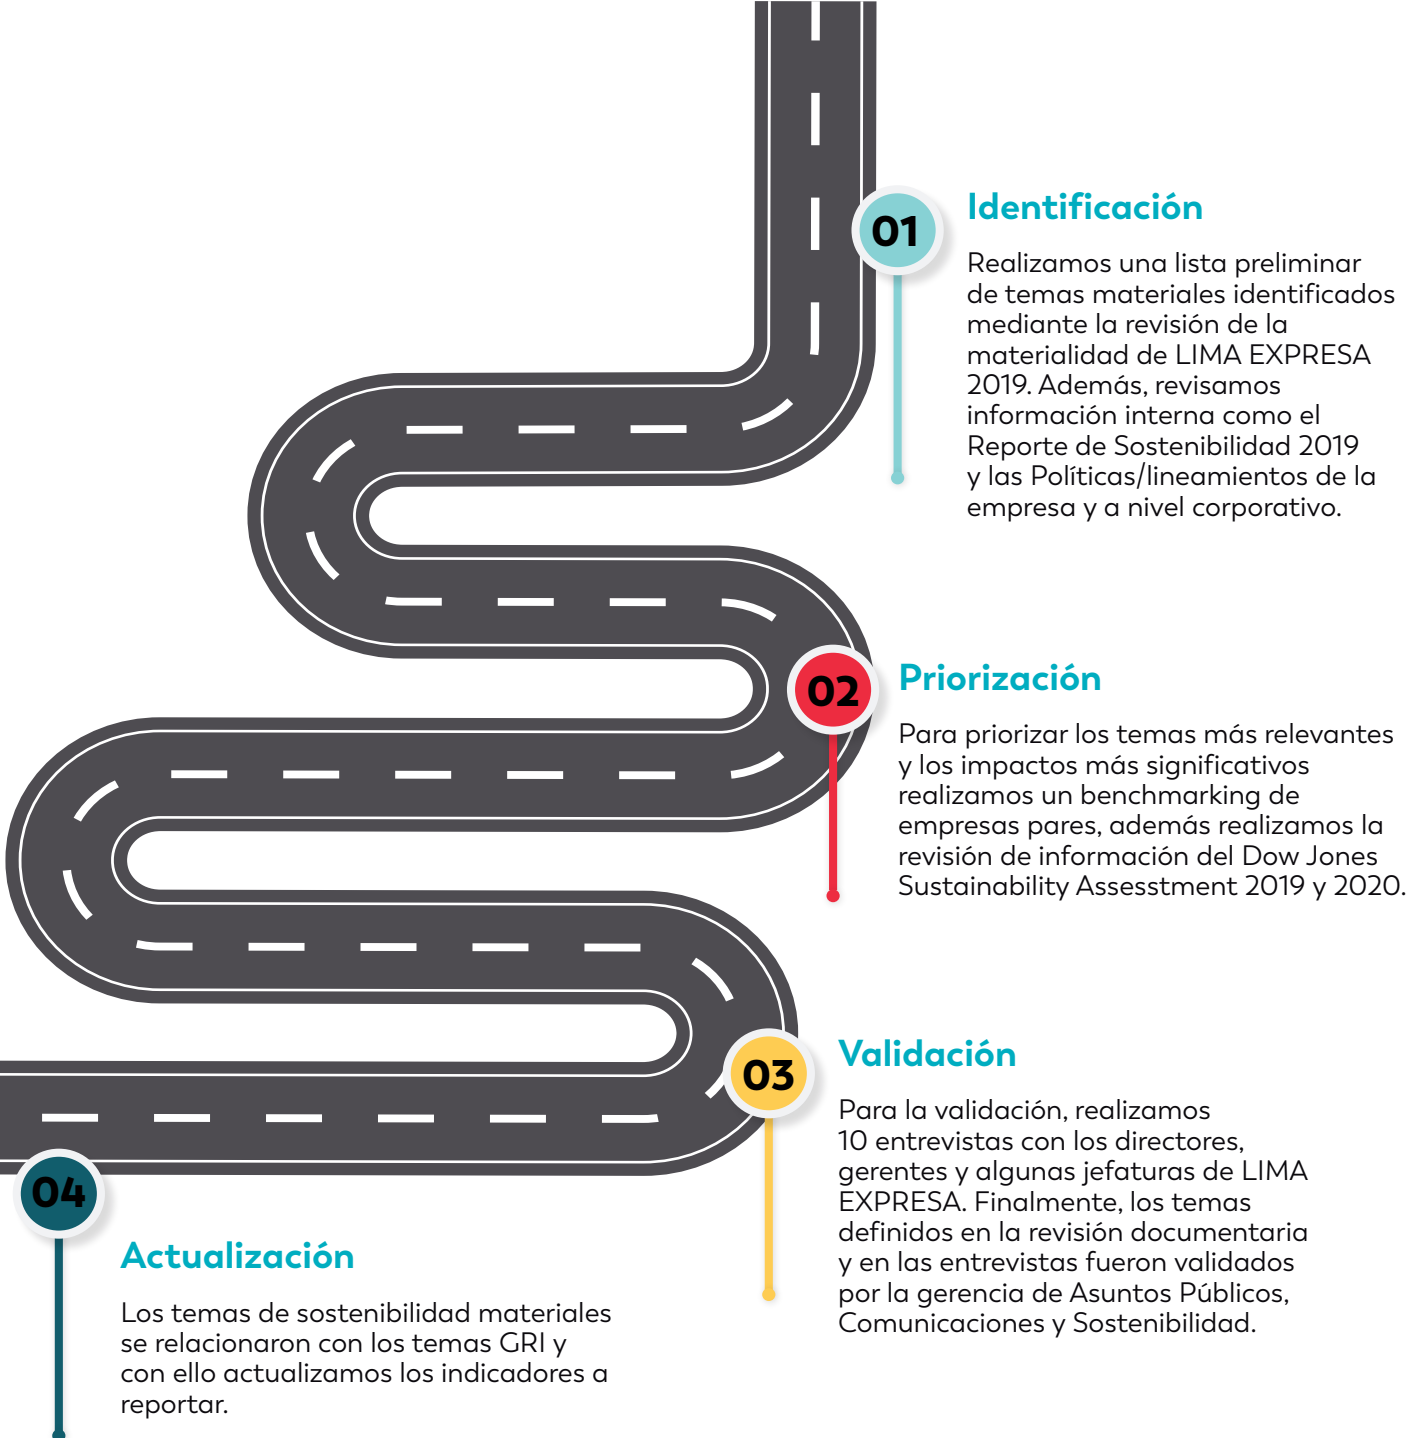 01
Identificación
Realizamos una lista preliminar
de temas materiales identificados
mediante la revisión de la
materialidad de LIMA EXPRESA
2019. Además, revisamos
información interna como el
Reporte de Sostenibilidad 2019
y las Políticas/lineamientos de la
empresa y a nivel corporativo.
02
Priorización
Para priorizar los temas más relevantes
y los impactos más significativos
realizamos un benchmarking de
empresas pares, además realizamos la
revisión de información del Dow Jones
Sustainability Assesstment 2019 y 2020.
03
Validación
Para la validación, realizamos
10 entrevistas con los directores,
gerentes y algunas jefaturas de LIMA
EXPRESA. Finalmente, los temas
definidos en la revisión documentaria
y en las entrevistas fueron validados
por la gerencia de Asuntos Públicos,
Comunicaciones y Sostenibilidad.
04
Actualización
Los temas de sostenibilidad materiales
se relacionaron con los temas GRI y
con ello actualizamos los indicadores a
reportar.